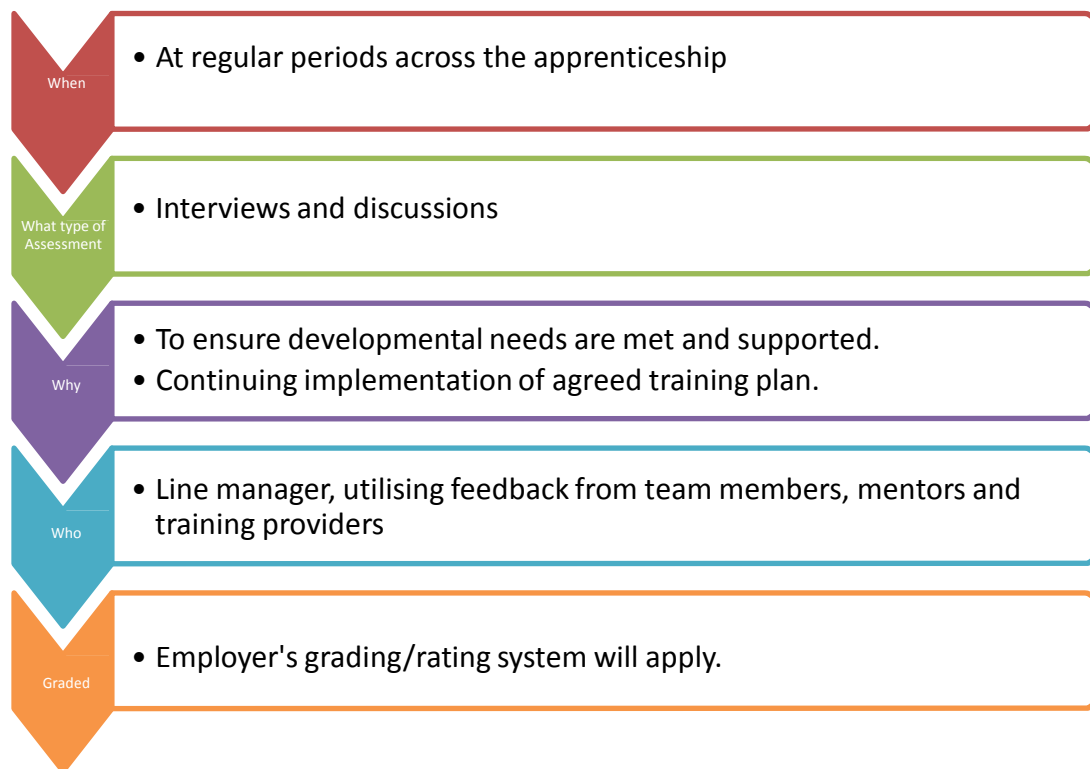 When
• At regular periods across the apprenticeship
What type of
Assessment
• Interviews and discussions
Why
• To ensure developmental needs are met and supported.
• Continuing implementation of agreed training plan.
Who
• Line manager, utilising feedback from team members, mentors and
training providers
Graded
• Employer's grading/rating system will apply.